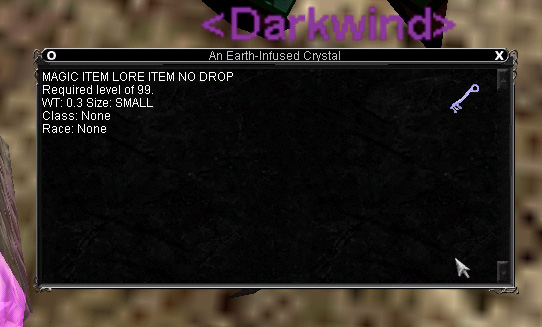 <Darkwind>
An Earth-Infused Crystal
MAGIC ITEM LORE ITEM NO DROP
Required level of 99.
WT: 0.3 Size: SMALL
Class: None
Race: None